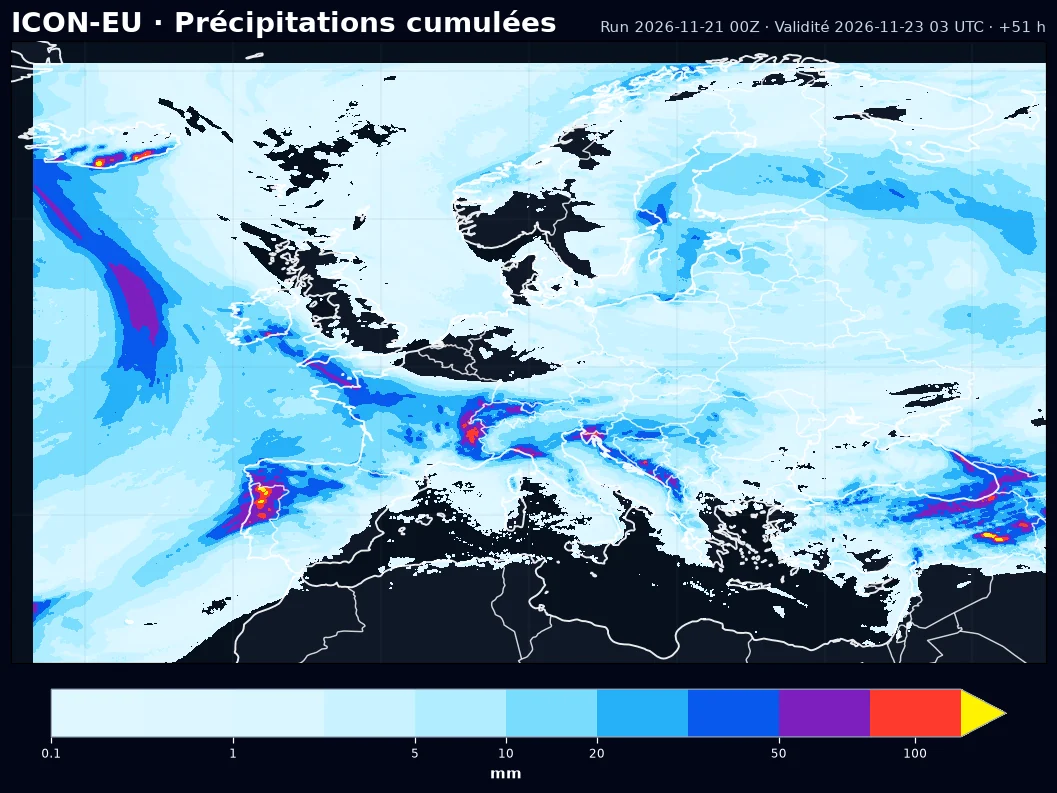 ICON-EU · Précipitations cumulées
Run 2026-11-21 00Z · Validité 2026-11-23 03 UTC · +51 h
0.1 1 5 10 20 50 100
mm